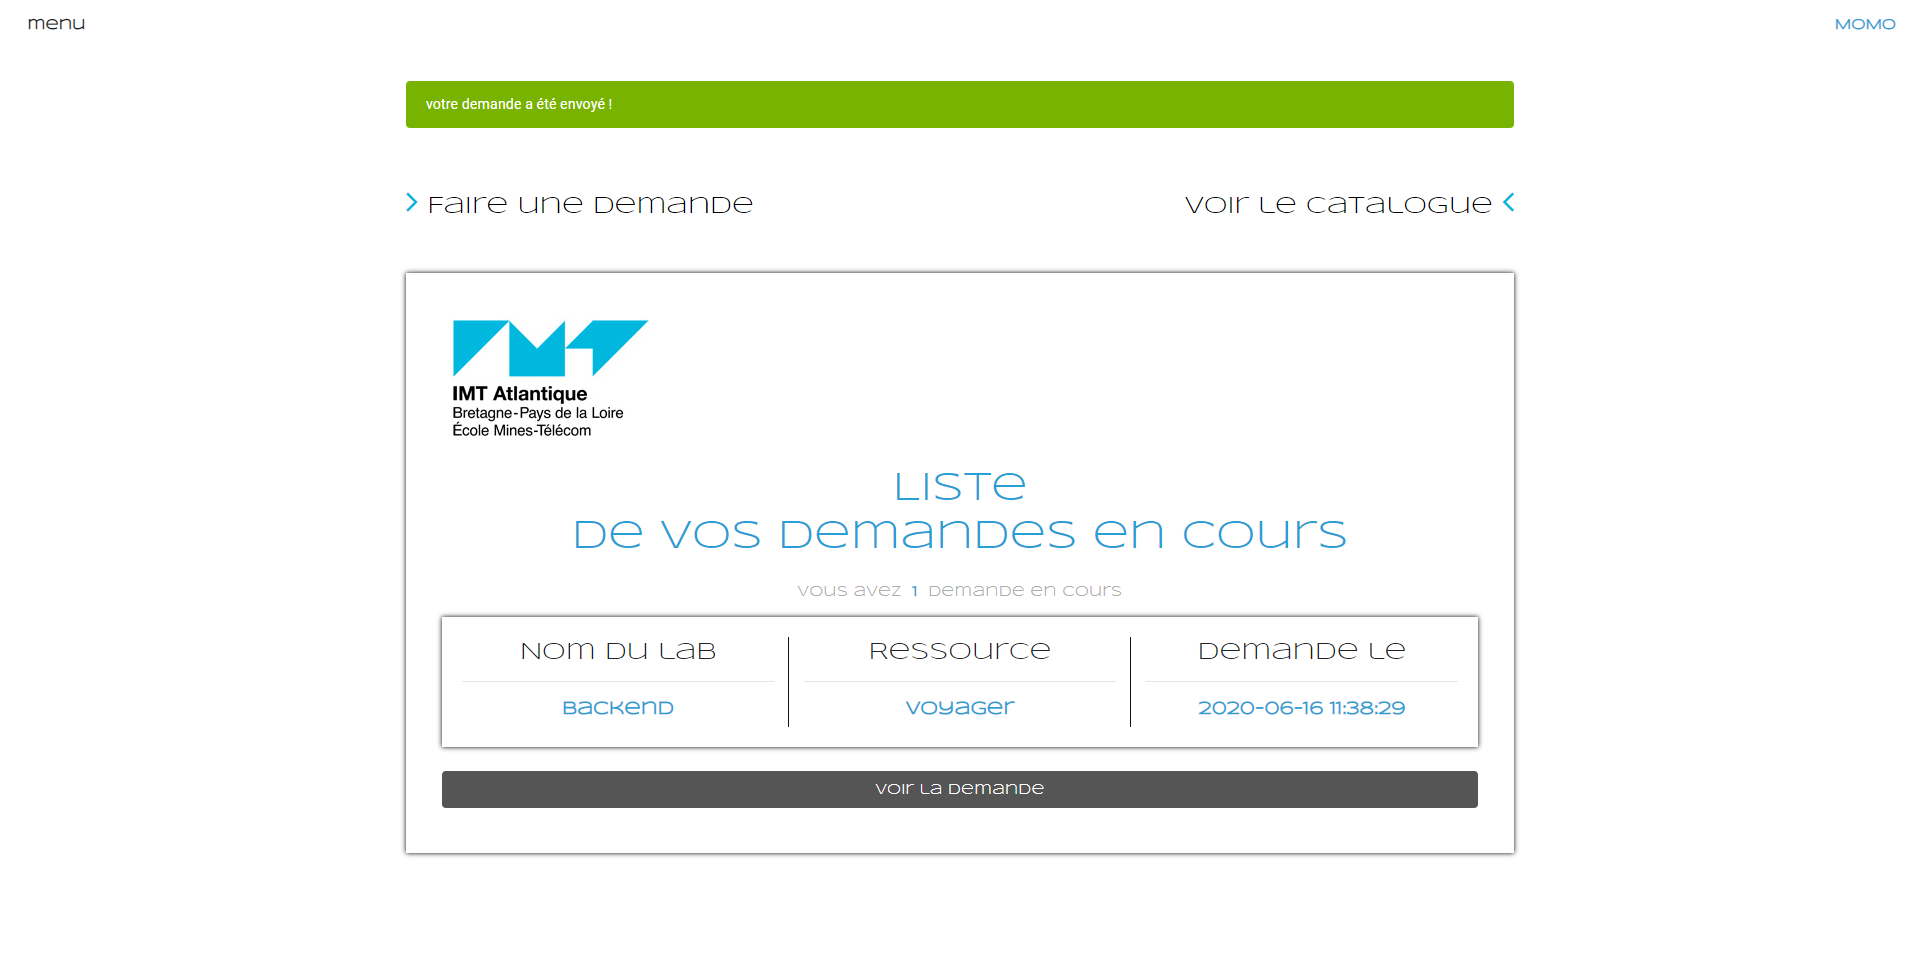 menu
MOMO
votre demande a été envoyé !
Faire une demande
Voir le catalogue
IMT Atlantique
Bretagne-Pays de la Loire
École Mines-Télécom
Liste
de vos demandes en cours
Vous avez 1 demande en cours
Nom du lab
Ressource
Demande le
Backend
Voyager
2020-06-16 11:38:29
Voir la demande